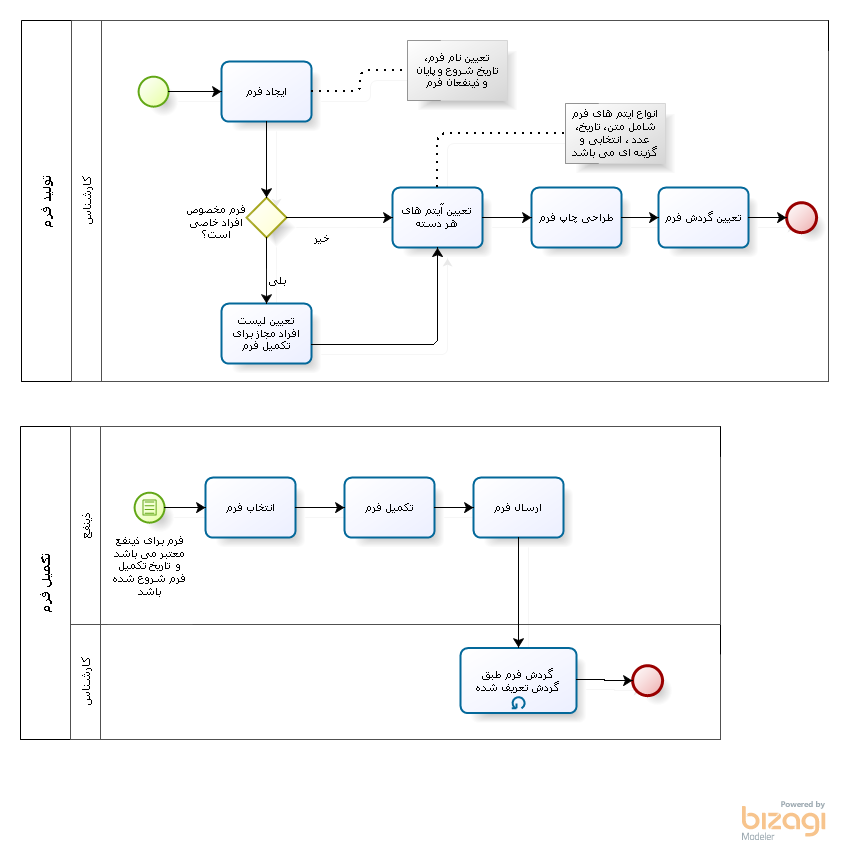 تولید فرم
کارشناس
ایجاد فرم
تعیین نام فرم،
تاریخ شروع و پایان
و ذینفعان فرم
انواع ایتم های فرم
شامل متن، تاریخ،
عدد ، انتخابی و
گزینه ای می باشد
فرم مخصوص
افراد خاصی
است؟
خیر
بلی
تعیین آیتم های
هر دسته
طراحی چاپ فرم
تعیین گردش فرم
تعیین لیست
افراد مجاز برای
تکمیل فرم
تکمیل فرم
ذینفع
فرم برای ذینفع
معتبر می باشد
و تاریخ تکمیل
فرم شروع شده
باشد
انتخاب فرم
تکمیل فرم
ارسال فرم
کارشناس
گردش فرم طبق
گردش تعریف شده
Powered by
bizagi
Modeler